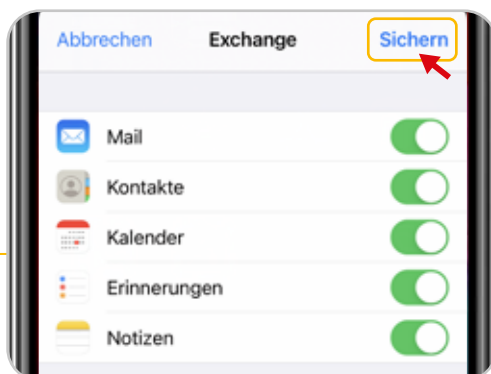 Abbrechen Exchange Sichern
Mail
Kontakte
Kalender
Erinnerungen
Notizen